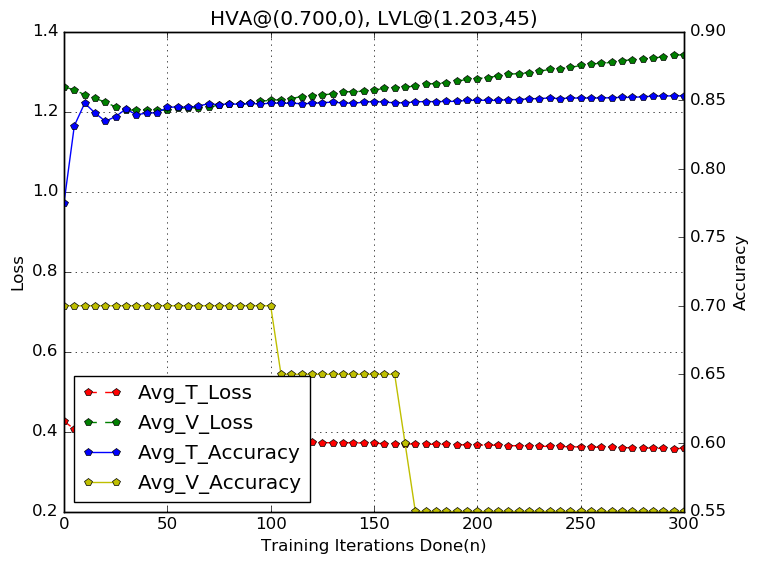 HVA@(0.700,0), LVL@(1.203,45)
1.4
1.2
1.0
0.8
0.6
0.4
0.2
Loss
0.90
0.85
0.80
0.75
0.70
0.65
0.60
0.55
Accuracy
Avg_T_Loss
Avg_V_Loss
Avg_T_Accuracy
Avg_V_Accuracy
0 50 100 150 200 250 300
Training Iterations Done(n)